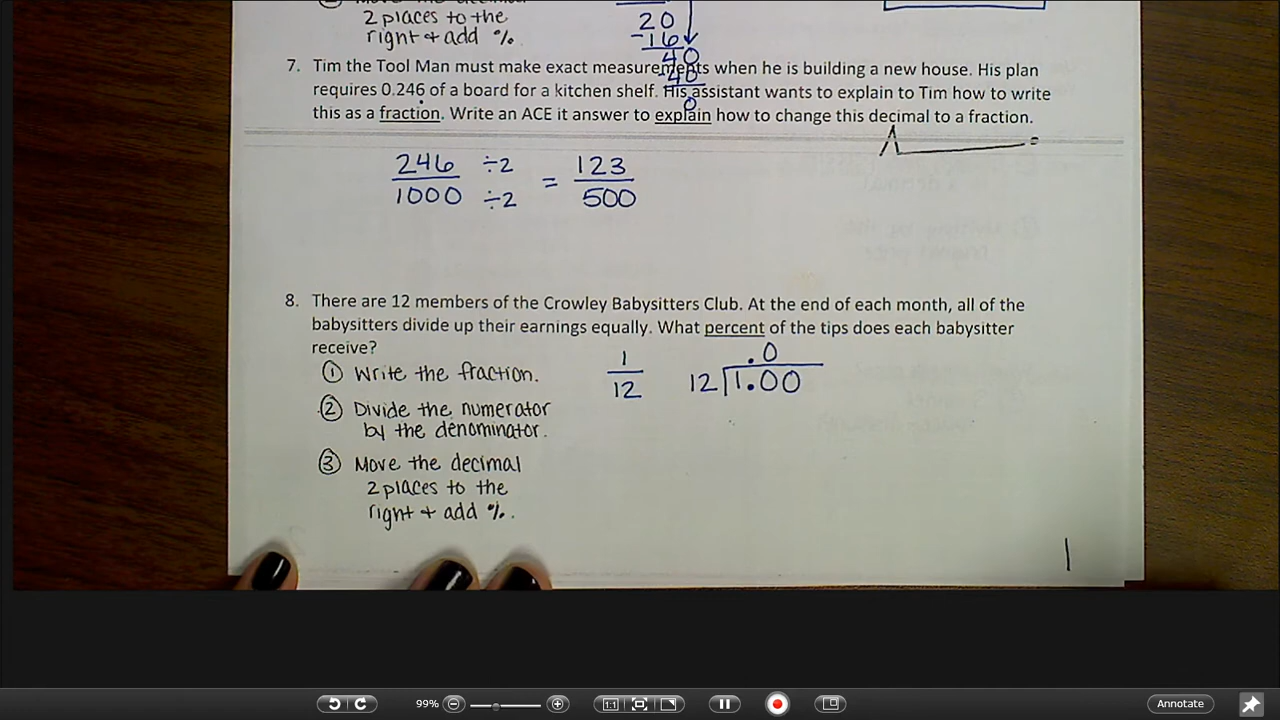 2 places to the
right + add %.
20
-16
40
-40
0
7. Tim the Tool Man must make exact measurements when he is building a new house. His plan
requires 0.246 of a board for a kitchen shelf. His assistant wants to explain to Tim how to write
this as a fraction. Write an ACE it answer to explain how to change this decimal to a fraction.
246 ÷2 = 123
1000 ÷2 500
8. There are 12 members of the Crowley Babysitters Club. At the end of each month, all of the
babysitters divide up their earnings equally. What percent of the tips does each babysitter
receive?
① Write the fraction.
② Divide the numerator
by the denominator.
③ Move the decimal
2 places to the
right + add %.
1
12
.0
12 1.00
99%
1:1
Annotate